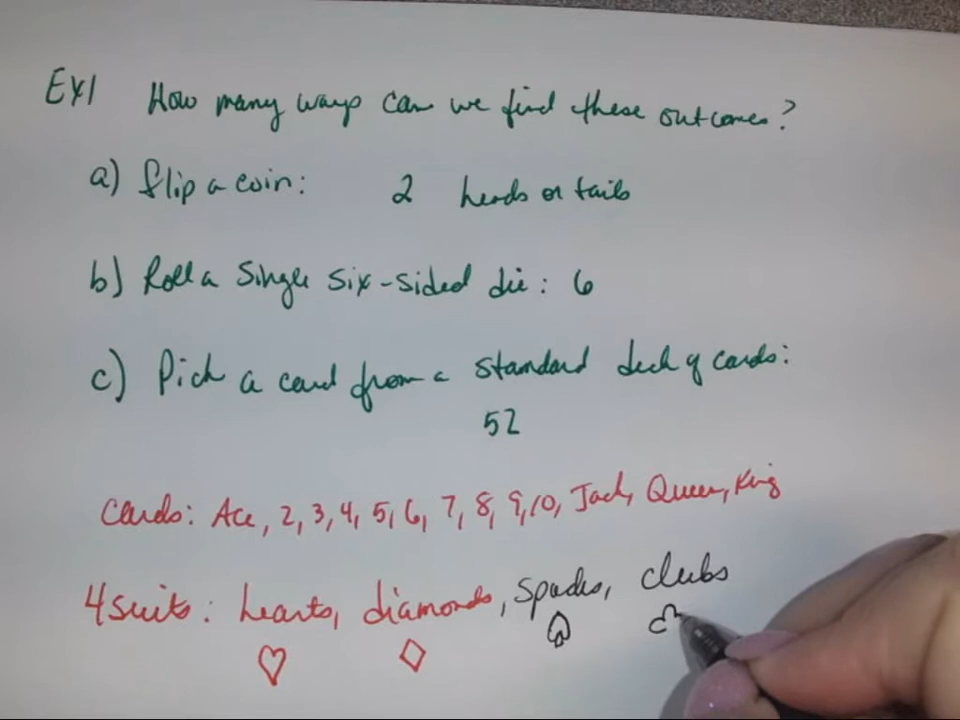 Ex1 How many ways can we find these outcomes?
a) flip a coin: 2 heads or tails
b) Roll a single six-sided die: 6
c) Pick a card from a standard deck of cards:
52
cards: Ace, 2, 3, 4, 5, 6, 7, 8, 9, 10, Jack, Queen, King
4 suits: hearts, diamonds, spades, clubs